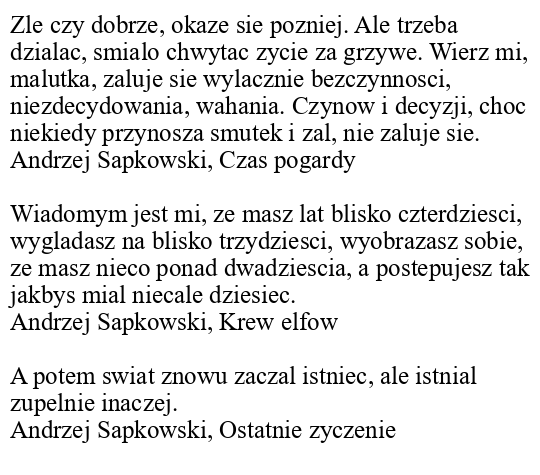 Zle czy dobrze, okaze sie pozniej. Ale trzeba
dzialac, smialo chwytac zycie za grzywe. Wierz mi,
malutka, zaluje sie wylacznie bezczynnosci,
niezdecydowania, wahania. Czynow i decyzji, choc
niekiedy przynosza smutek i zal, nie zaluje sie.
Andrzej Sapkowski, Czas pogardy

Wiadomym jest mi, ze masz lat blisko czterdziesci,
wygladasz na blisko trzydziesci, wyobrazasz sobie,
ze masz nieco ponad dwadziescia, a postepujesz tak
jakbys mial niecale dziesiec.
Andrzej Sapkowski, Krew elfow

A potem swiat znowu zaczal istniec, ale istnial
zupelnie inaczej.
Andrzej Sapkowski, Ostatnie zyczenie